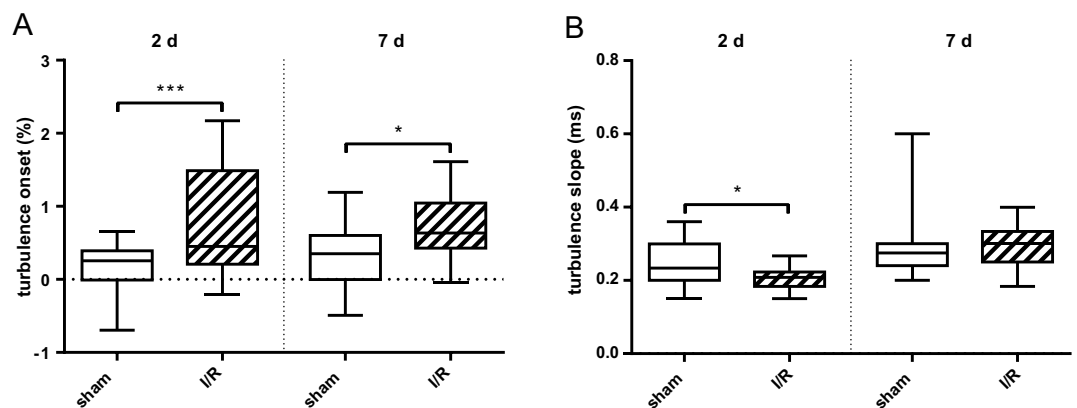 A
2 d
7 d
turbulence onset (%)
3
2
1
0
-1
***
*
sham
I/R
sham
I/R
B
2 d
7 d
turbulence slope (ms)
0.8
0.6
0.4
0.2
0.0
*
sham
I/R
sham
I/R